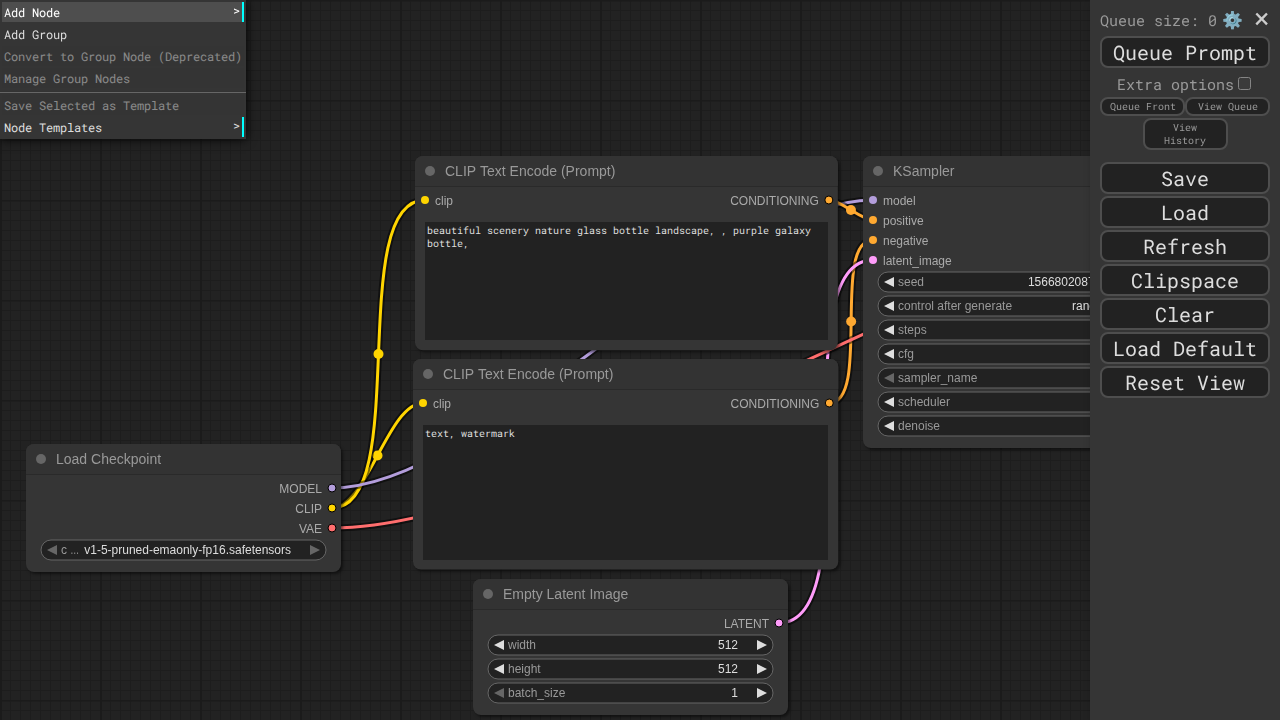 Add Node >
Add Group
Convert to Group Node (Deprecated)
Manage Group Nodes
Save Selected as Template
Node Templates >
CLIP Text Encode (Prompt)
clip CONDITIONING
beautiful scenery nature glass bottle landscape, , purple galaxy
bottle,
CLIP Text Encode (Prompt)
clip CONDITIONING
text, watermark
Load Checkpoint
MODEL
CLIP
VAE
c ... v1-5-pruned-emaonly-fp16.safetensors
Empty Latent Image
LATENT
width 512
height 512
batch_size 1
KSampler
model
positive
negative
latent_image
seed 156680208
control after generate ran
steps
cfg
sampler_name
scheduler
denoise
Queue size: 0
Queue Prompt
Extra options
Queue Front View Queue
View
History
Save
Load
Refresh
Clipspace
Clear
Load Default
Reset View